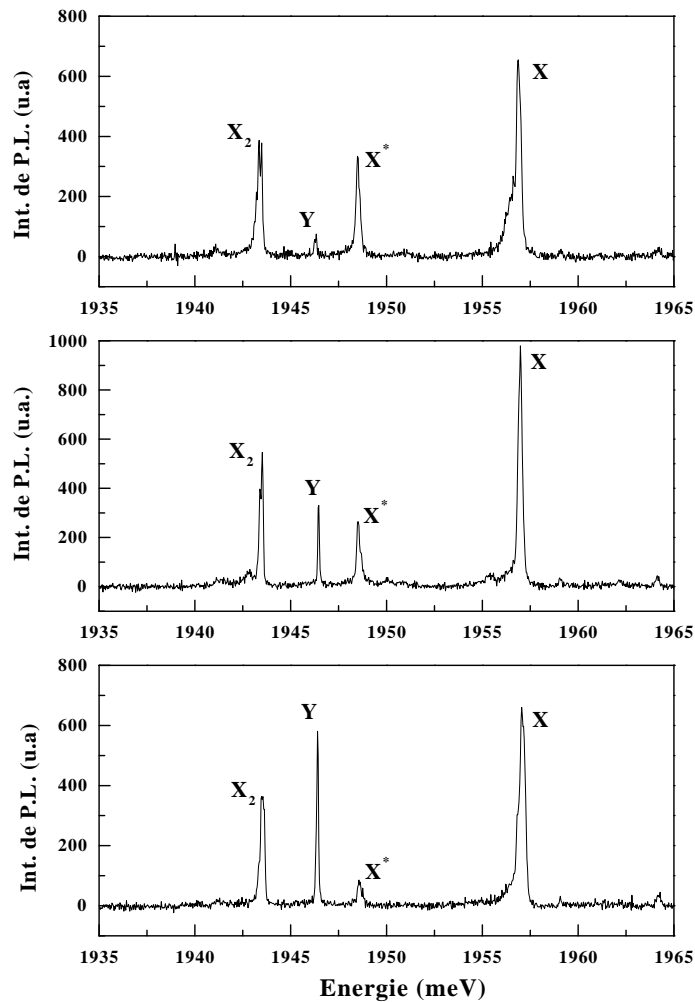 800
600
400
200
0
Int. de P.L. (u.a)
X₂
Y
X*
X
1935 1940 1945 1950 1955 1960 1965
1000
800
600
400
200
0
Int. de P.L. (u.a.)
X₂
Y
X*
X
1935 1940 1945 1950 1955 1960 1965
800
600
400
200
0
Int. de P.L. (u.a)
X₂
Y
X*
X
1935 1940 1945 1950 1955 1960 1965
Energie (meV)